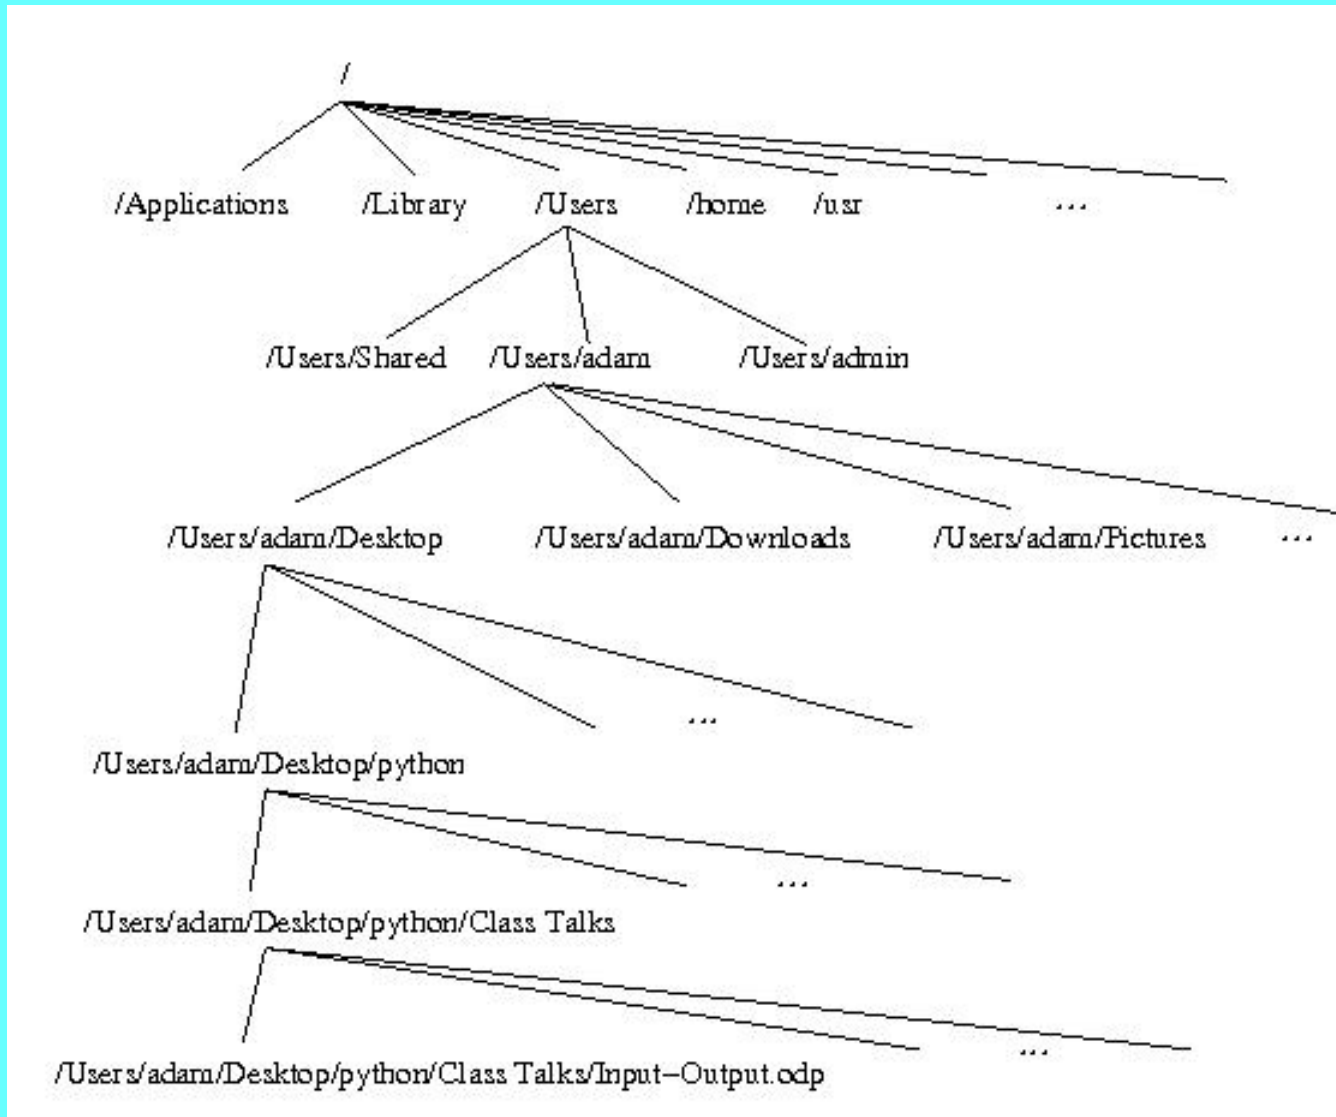 /
/Applications /Library /Users /home /usr ...
/Users/Shared /Users/adam /Users/admin
/Users/adam/Desktop /Users/adam/Downloads /Users/adam/Pictures ...
...
/Users/adam/Desktop/python
...
/Users/adam/Desktop/python/Class Talks
...
/Users/adam/Desktop/python/Class Talks/Input−Output.odp